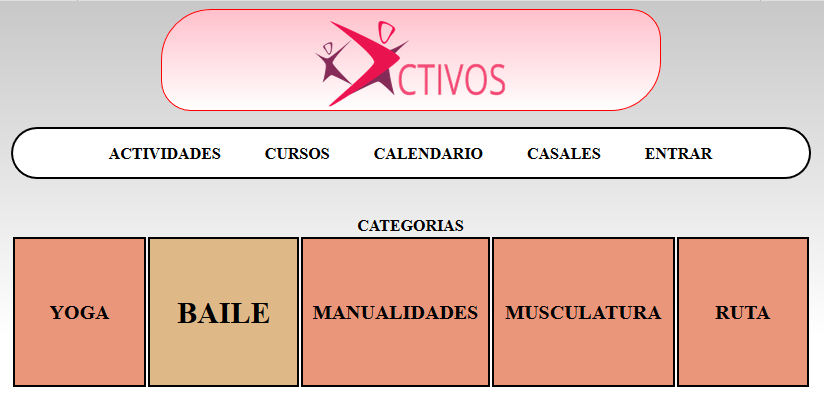 CTIVOS
ACTIVIDADES CURSOS CALENDARIO CASALES ENTRAR
CATEGORIAS
YOGA BAILE MANUALIDADES MUSCULATURA RUTA